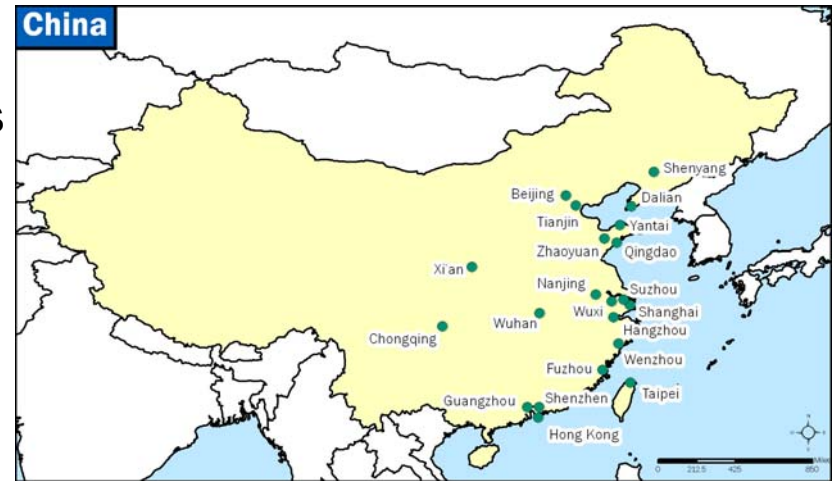 China
s
Shenyang
Beijing
Dalian
Tianjin
Yantai
Zhaoyuan
Qingdao
Xi'an
Nanjing
Suzhou
Wuxi
Shanghai
Wuhan
Hangzhou
Chongqing
Wenzhou
Fuzhou
Guangzhou
Shenzhen
Taipei
Hong Kong
0 212.5 425 850
Miles